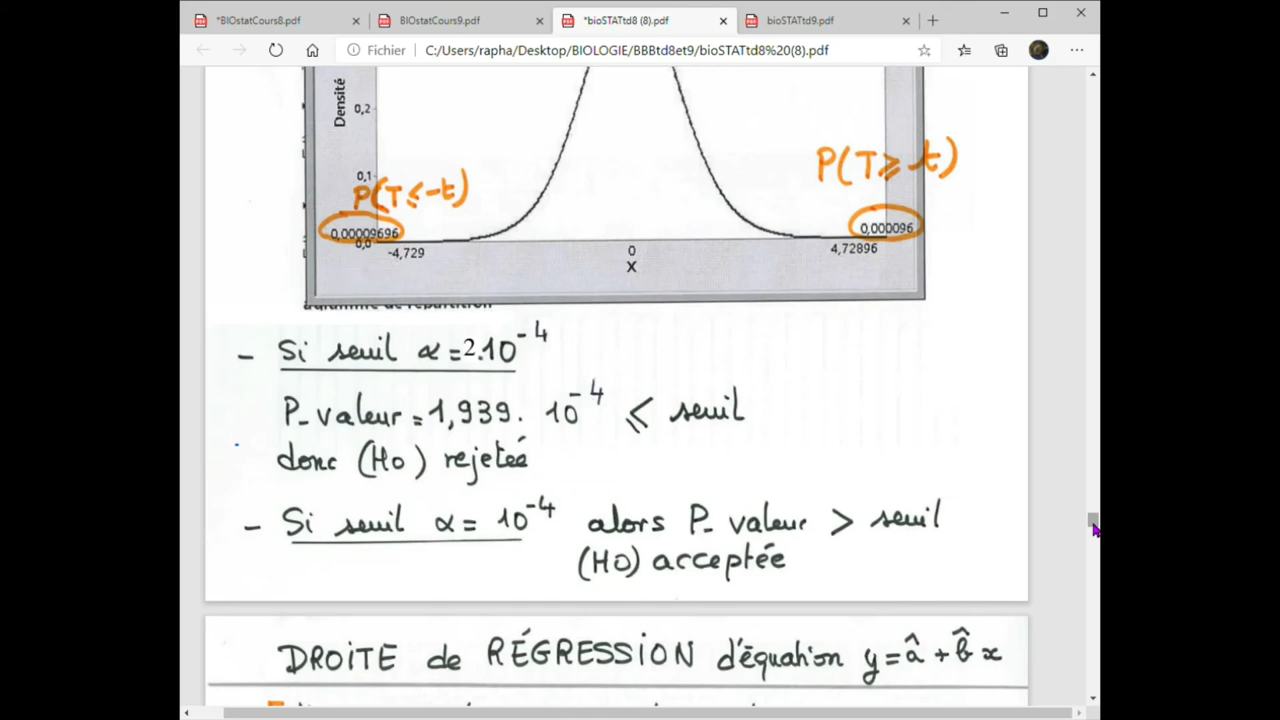 *BIOstatCours8.pdf
BIOstatCours9.pdf
*bioSTATtd8 (8).pdf
bioSTATtd9.pdf
Fichier
C:/Users/rapha/Desktop/BIOLOGIE/BBBtd8et9/bioSTATtd8%20(8).pdf
Densité
0,2
0,1
0,0
P(T≤-t)
P(T≥t)
0,00009696
0,000096
-4,729
0
4,72896
X
- Si seuil α = 2.10⁻⁴
P_valeur = 1,939. 10⁻⁴ ≤ seuil
donc (H0) rejetée
- Si seuil α = 10⁻⁴ alors P_valeur > seuil
(H0) acceptée
DROITE de RÉGRESSION d'équation y = â + b̂ x